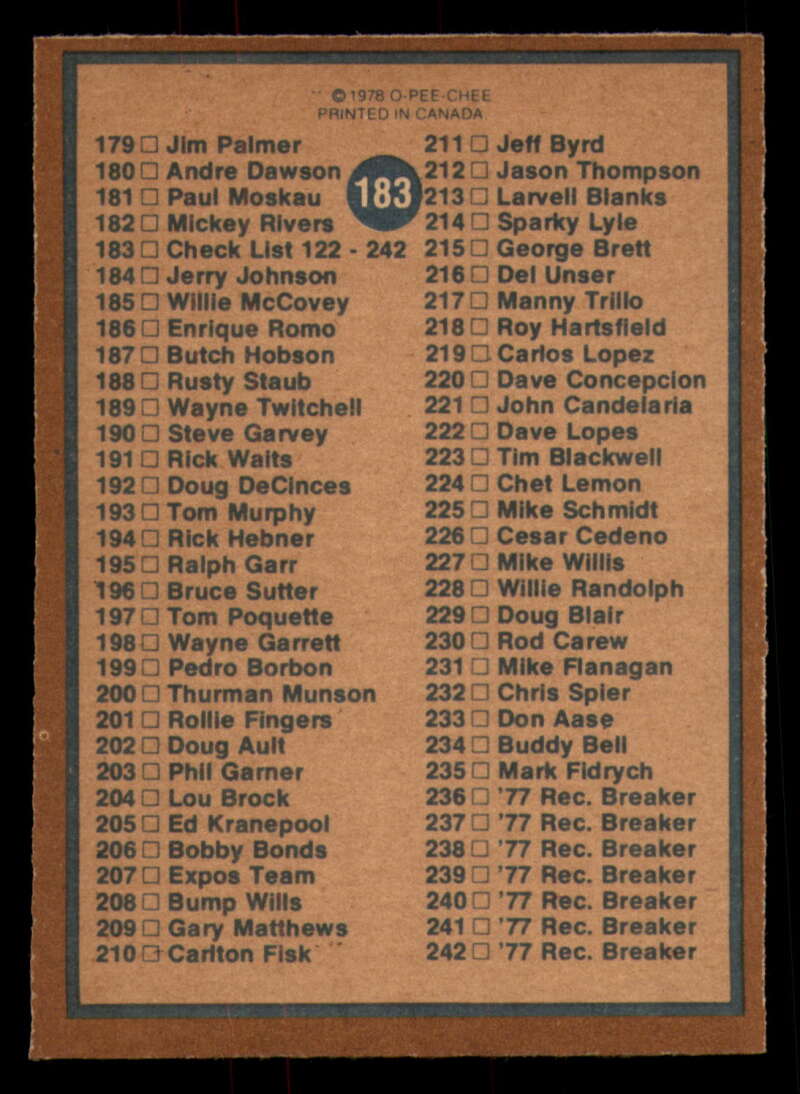 © 1978 O-PEE-CHEE
PRINTED IN CANADA
183
179 □ Jim Palmer
180 □ Andre Dawson
181 □ Paul Moskau
182 □ Mickey Rivers
183 □ Check List 122 - 242
184 □ Jerry Johnson
185 □ Willie McCovey
186 □ Enrique Romo
187 □ Butch Hobson
188 □ Rusty Staub
189 □ Wayne Twitchell
190 □ Steve Garvey
191 □ Rick Waits
192 □ Doug DeCinces
193 □ Tom Murphy
194 □ Rick Hebner
195 □ Ralph Garr
196 □ Bruce Sutter
197 □ Tom Poquette
198 □ Wayne Garrett
199 □ Pedro Borbon
200 □ Thurman Munson
201 □ Rollie Fingers
202 □ Doug Ault
203 □ Phil Garner
204 □ Lou Brock
205 □ Ed Kranepool
206 □ Bobby Bonds
207 □ Expos Team
208 □ Bump Wills
209 □ Gary Matthews
210 □ Carlton Fisk
211 □ Jeff Byrd
212 □ Jason Thompson
213 □ Larvell Blanks
214 □ Sparky Lyle
215 □ George Brett
216 □ Del Unser
217 □ Manny Trillo
218 □ Roy Hartsfield
219 □ Carlos Lopez
220 □ Dave Concepcion
221 □ John Candelaria
222 □ Dave Lopes
223 □ Tim Blackwell
224 □ Chet Lemon
225 □ Mike Schmidt
226 □ Cesar Cedeno
227 □ Mike Willis
228 □ Willie Randolph
229 □ Doug Blair
230 □ Rod Carew
231 □ Mike Flanagan
232 □ Chris Spier
233 □ Don Aase
234 □ Buddy Bell
235 □ Mark Fidrych
236 □ '77 Rec. Breaker
237 □ '77 Rec. Breaker
238 □ '77 Rec. Breaker
239 □ '77 Rec. Breaker
240 □ '77 Rec. Breaker
241 □ '77 Rec. Breaker
242 □ '77 Rec. Breaker